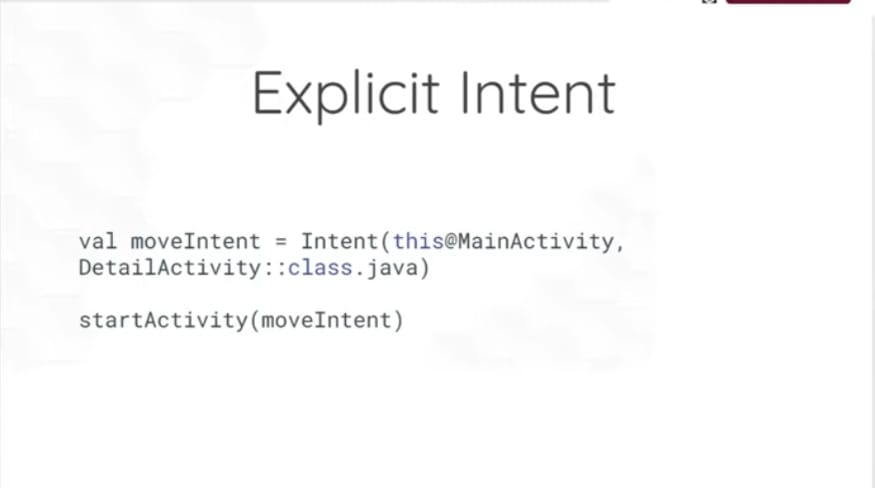 Explicit Intent
val moveIntent = Intent(this@MainActivity,
DetailActivity::class.java)
startActivity(moveIntent)